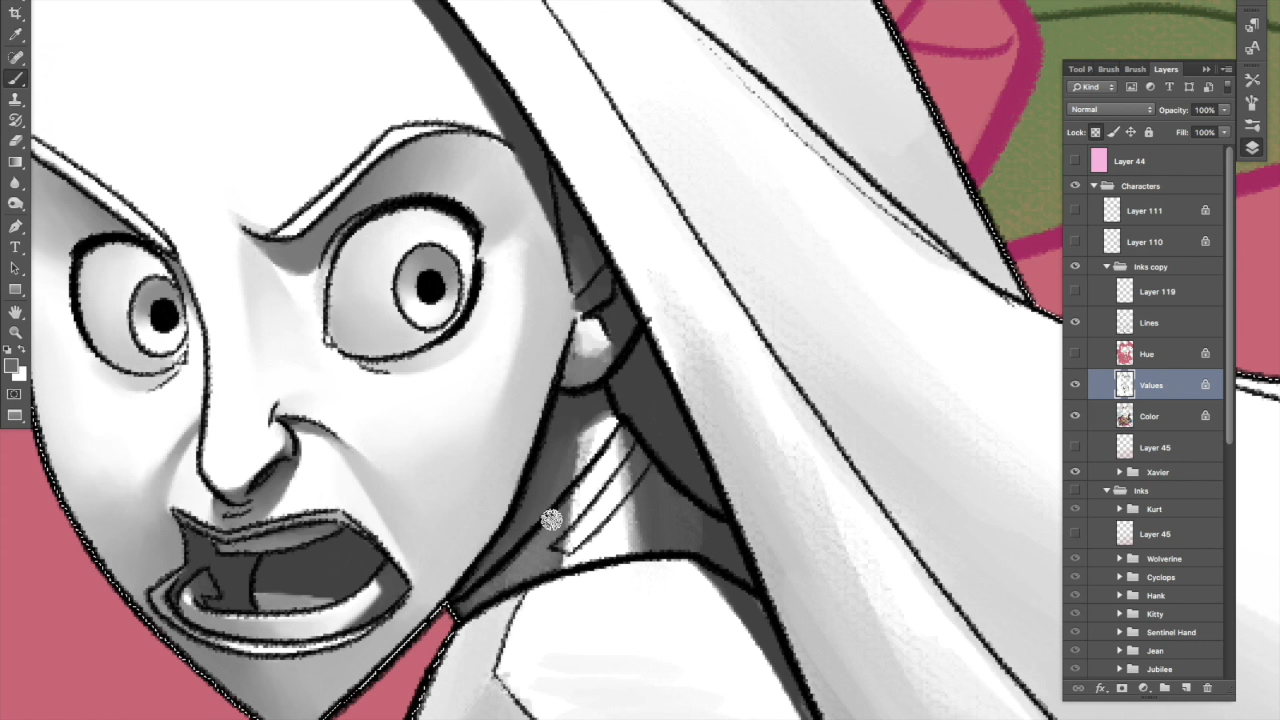 Tool P Brush Brush Layers
Kind
Normal Opacity: 100%
Lock: Fill: 100%
Layer 44
Characters
Layer 111
Layer 110
Inks copy
Layer 119
Lines
Hue
Values
Color
Layer 45
Xavier
Inks
Kurt
Layer 45
Wolverine
Cyclops
Hank
Kitty
Sentinel Hand
Jean
Jubilee